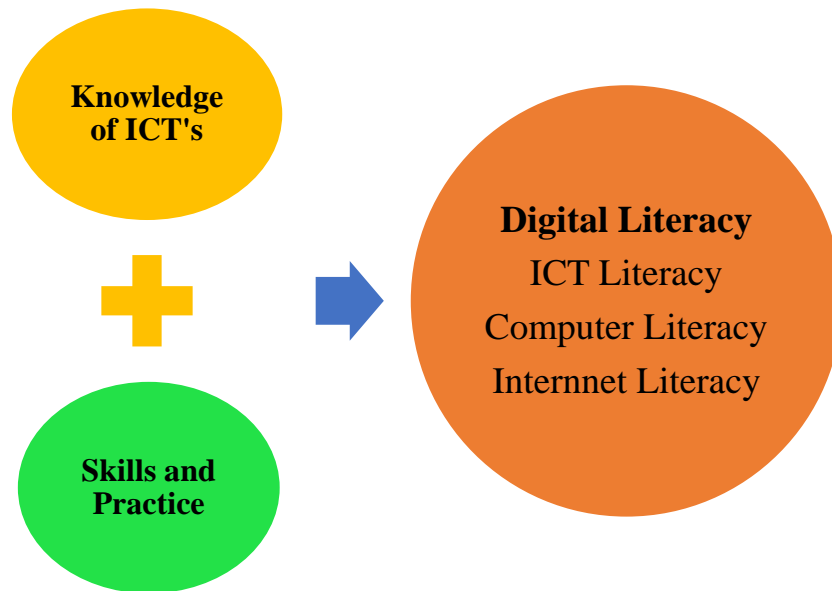 Knowledge
of ICT's
Skills and
Practice
Digital Literacy
ICT Literacy
Computer Literacy
Internnet Literacy